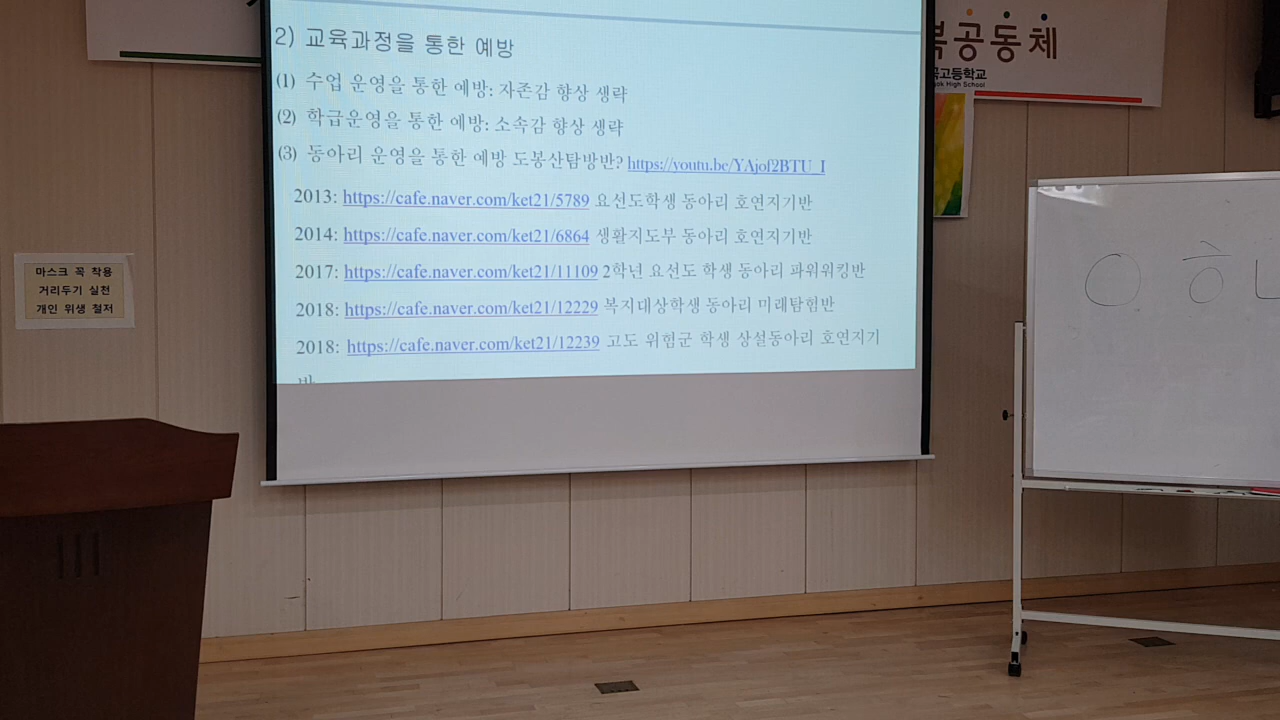 복공동체
고등학교
High School
2) 교육과정을 통한 예방
(1) 수업 운영을 통한 예방: 자존감 향상 생략
(2) 학급운영을 통한 예방: 소속감 향상 생략
(3) 동아리 운영을 통한 예방 도봉산탐방반? https://youtu.be/YAjof2BTU_I
2013: https://cafe.naver.com/ket21/5789 요선도학생 동아리 호연지기반
2014: https://cafe.naver.com/ket21/6864 생활지도부 동아리 호연지기반
2017: https://cafe.naver.com/ket21/11109 2학년 요선도 학생 동아리 파워워킹반
2018: https://cafe.naver.com/ket21/12229 복지대상학생 동아리 미래탐험반
2018: https://cafe.naver.com/ket21/12239 고도 위험군 학생 상설동아리 호연지기
반
마스크 꼭 착용
거리두기 실천
개인 위생 철저